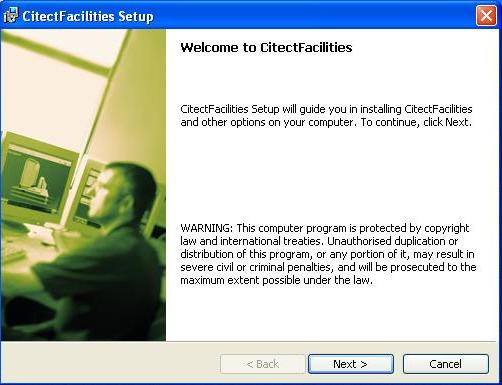 CitectFacilities Setup
Welcome to CitectFacilities
CitectFacilities Setup will guide you in installing CitectFacilities
and other options on your computer. To continue, click Next.
WARNING: This computer program is protected by copyright
law and international treaties. Unauthorised duplication or
distribution of this program, or any portion of it, may result in
severe civil or criminal penalties, and will be prosecuted to the
maximum extent possible under the law.
< Back
Next >
Cancel